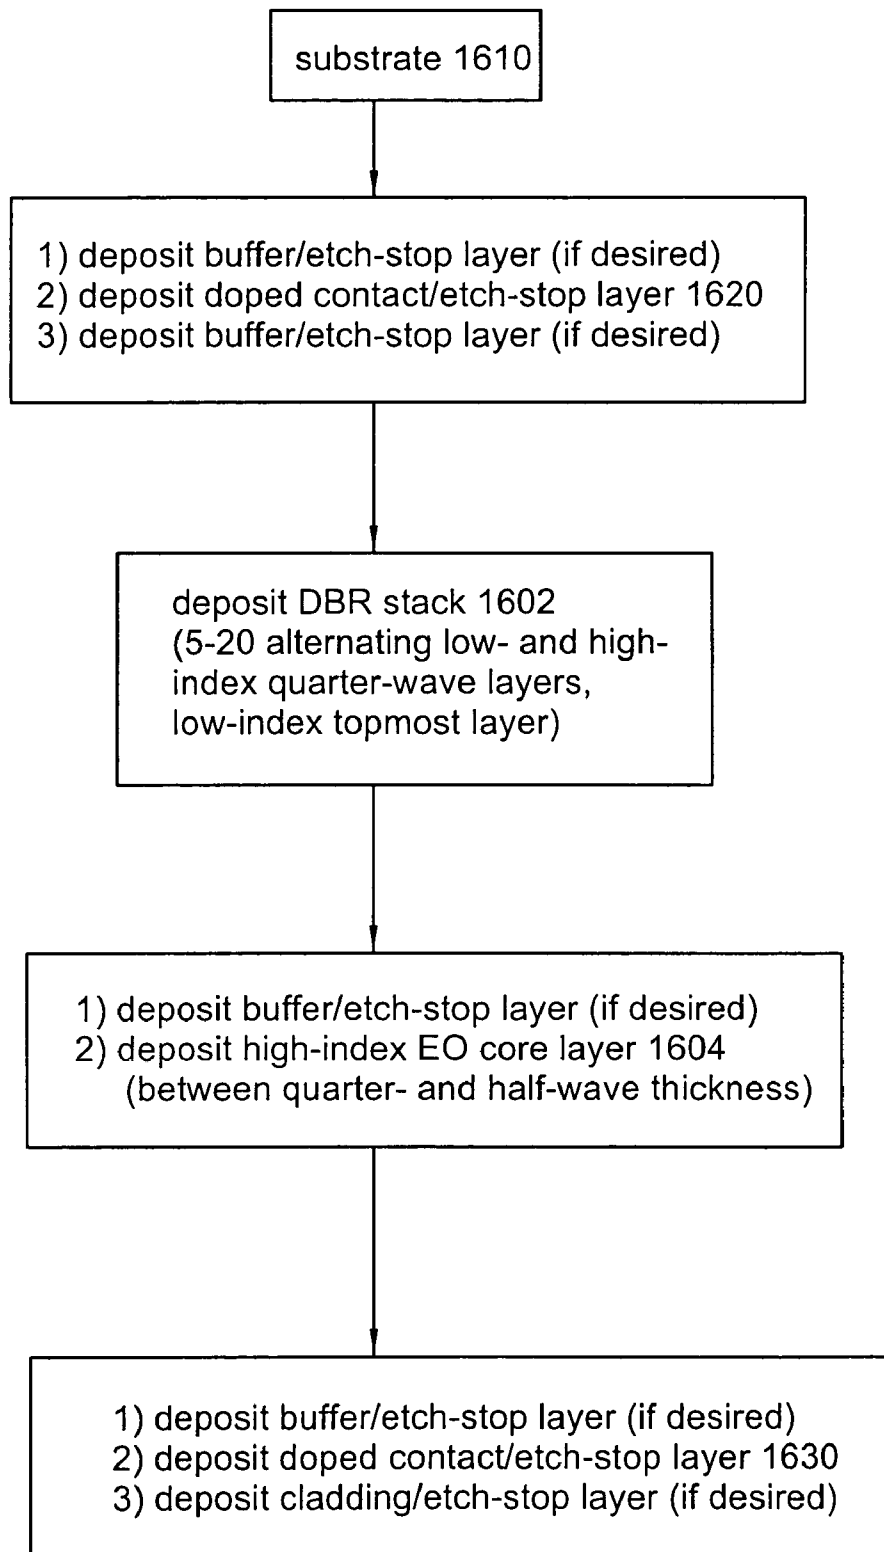 substrate 1610
1) deposit buffer/etch-stop layer (if desired)
2) deposit doped contact/etch-stop layer 1620
3) deposit buffer/etch-stop layer (if desired)
deposit DBR stack 1602
(5-20 alternating low- and high-
index quarter-wave layers,
low-index topmost layer)
1) deposit buffer/etch-stop layer (if desired)
2) deposit high-index EO core layer 1604
(between quarter- and half-wave thickness)
1) deposit buffer/etch-stop layer (if desired)
2) deposit doped contact/etch-stop layer 1630
3) deposit cladding/etch-stop layer (if desired)